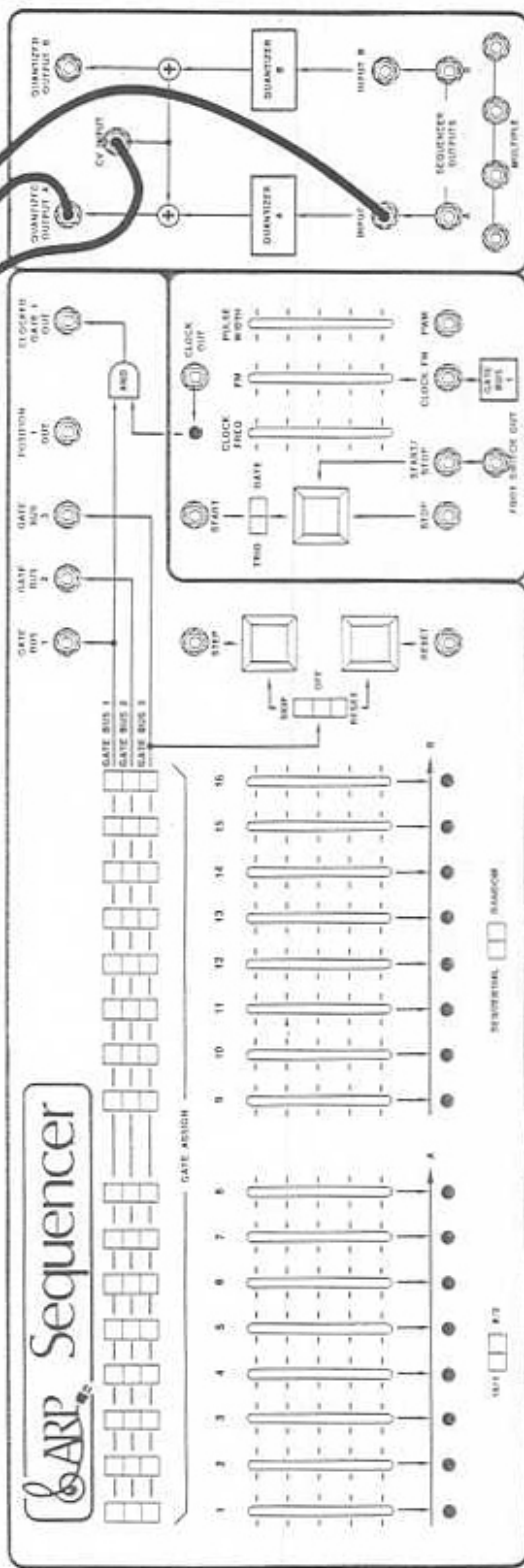 ARP Sequencer
GATE BUS 1
GATE BUS 2
GATE BUS 3
POSITION 1 OUT
CLOCKED GATE 1 OUT
GATE BUS 1
GATE BUS 2
GATE BUS 3
AND
GATE ASSIGN
1 2 3 4 5 6 7 8 9 10 11 12 13 14 15 16
A
B
16/1 8/2
SEQUENTIAL RANDOM
STEP
SKIP
OFF
RESET
RESET
START
TRIG GATE
STOP
START/STOP
FOOT SWITCH OUT
CLOCK OUT
CLOCK FREQ
FM
PULSE WIDTH
CLOCK FM
PWM
GATE BUS 1
QUANTIZED OUTPUT A
QUANTIZED OUTPUT B
CV INPUT
QUANTIZER A
QUANTIZER B
INPUT
INPUT B
A
B
SEQUENCER OUTPUTS
MULTIPLE